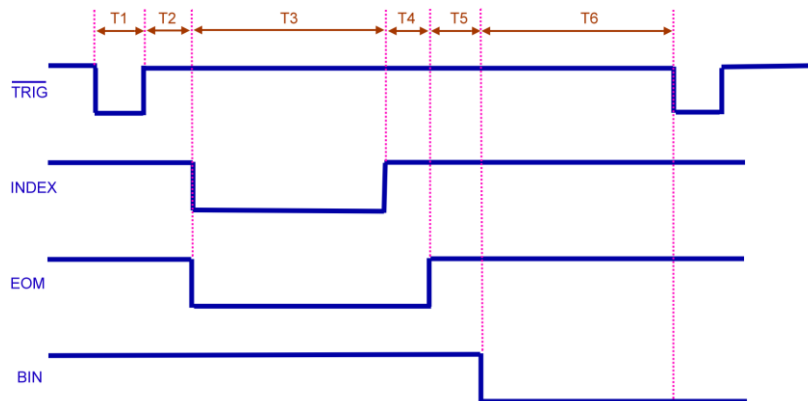 T1 T2 T3 T4 T5 T6
TRIG
INDEX
EOM
BIN